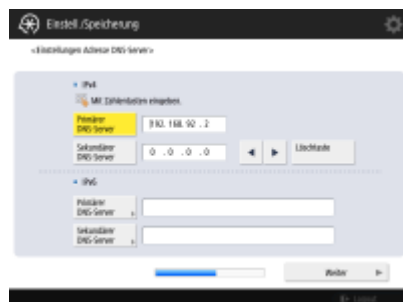 Einstell./Speicherung
<Einstellungen Adresse DNS-Server>
IPv4
Mit Zahlentasten eingeben.
Primärer
DNS-Server
192. 168. 92 . 2
Sekundärer
DNS-Server
0 . 0 . 0 . 0
◀
▶
Löschtaste
IPv6
Primärer
DNS-Server
Sekundärer
DNS-Server
Weiter
Logout